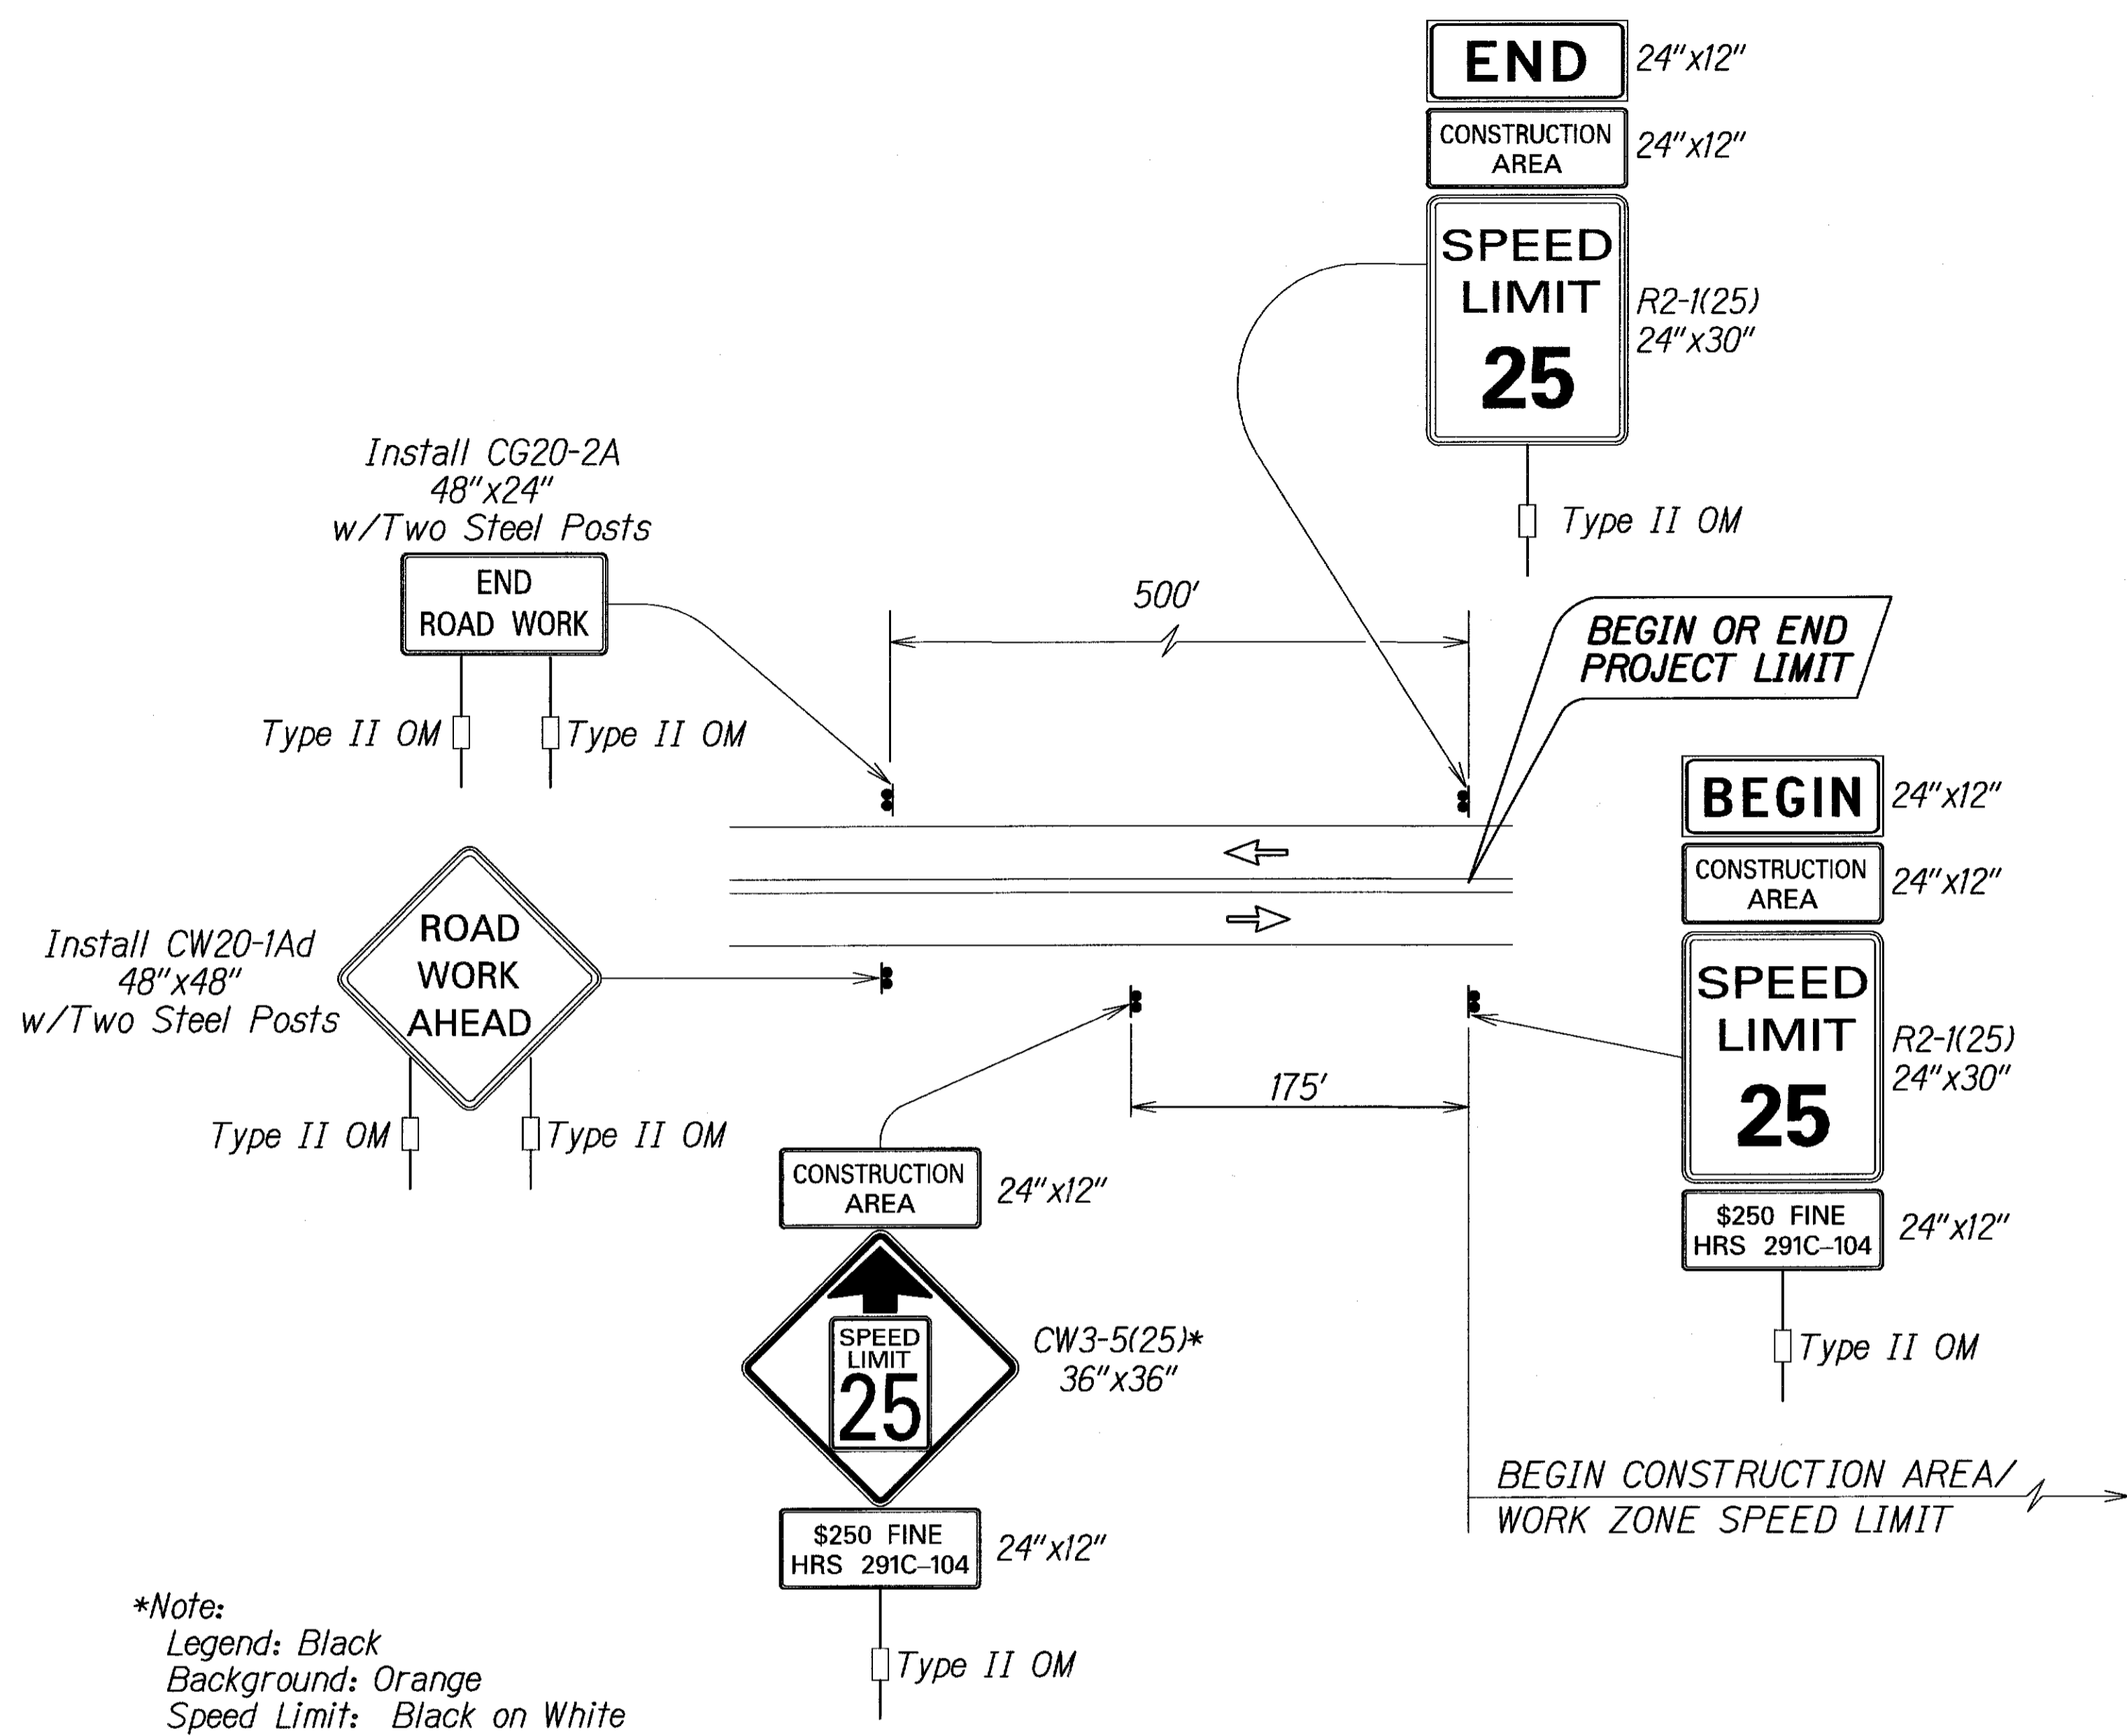 END
24"x12"
CONSTRUCTION
AREA
24"x12"
SPEED
LIMIT
25
R2-1(25)
24"x30"
Type II OM
Install CG20-2A
48"x24"
w/Two Steel Posts
END
ROAD WORK
Type II OM
Type II OM
500'
BEGIN OR END
PROJECT LIMIT
BEGIN
24"x12"
CONSTRUCTION
AREA
24"x12"
SPEED
LIMIT
25
R2-1(25)
24"x30"
$250 FINE
HRS 291C-104
24"x12"
Type II OM
Install CW20-1Ad
48"x48"
w/Two Steel Posts
ROAD
WORK
AHEAD
Type II OM
Type II OM
175'
CONSTRUCTION
AREA
24"x12"
SPEED
LIMIT
25
CW3-5(25)*
36"x36"
$250 FINE
HRS 291C-104
24"x12"
Type II OM
BEGIN CONSTRUCTION AREA/
WORK ZONE SPEED LIMIT
*Note:
Legend: Black
Background: Orange
Speed Limit: Black on White